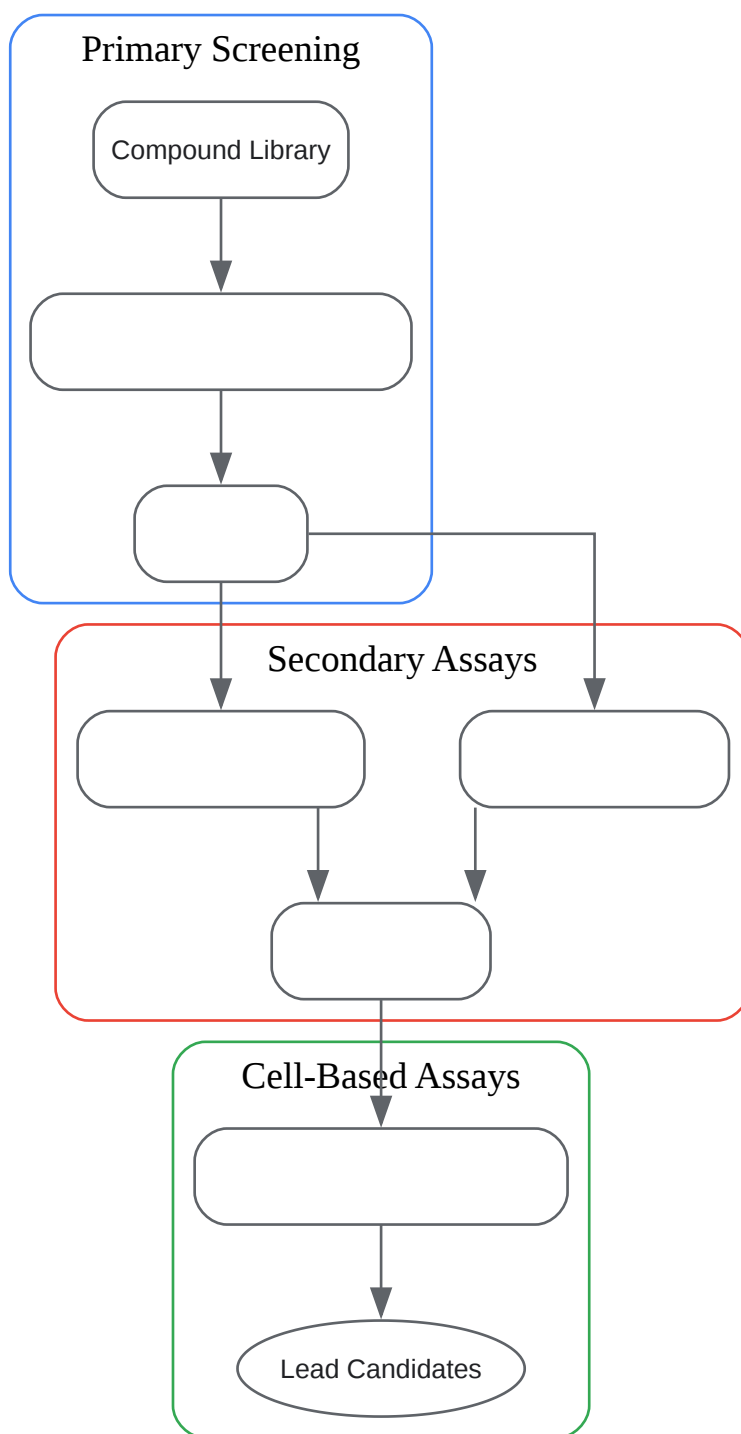 Primary Screening
Compound Library
Secondary Assays
Cell-Based Assays
Lead Candidates